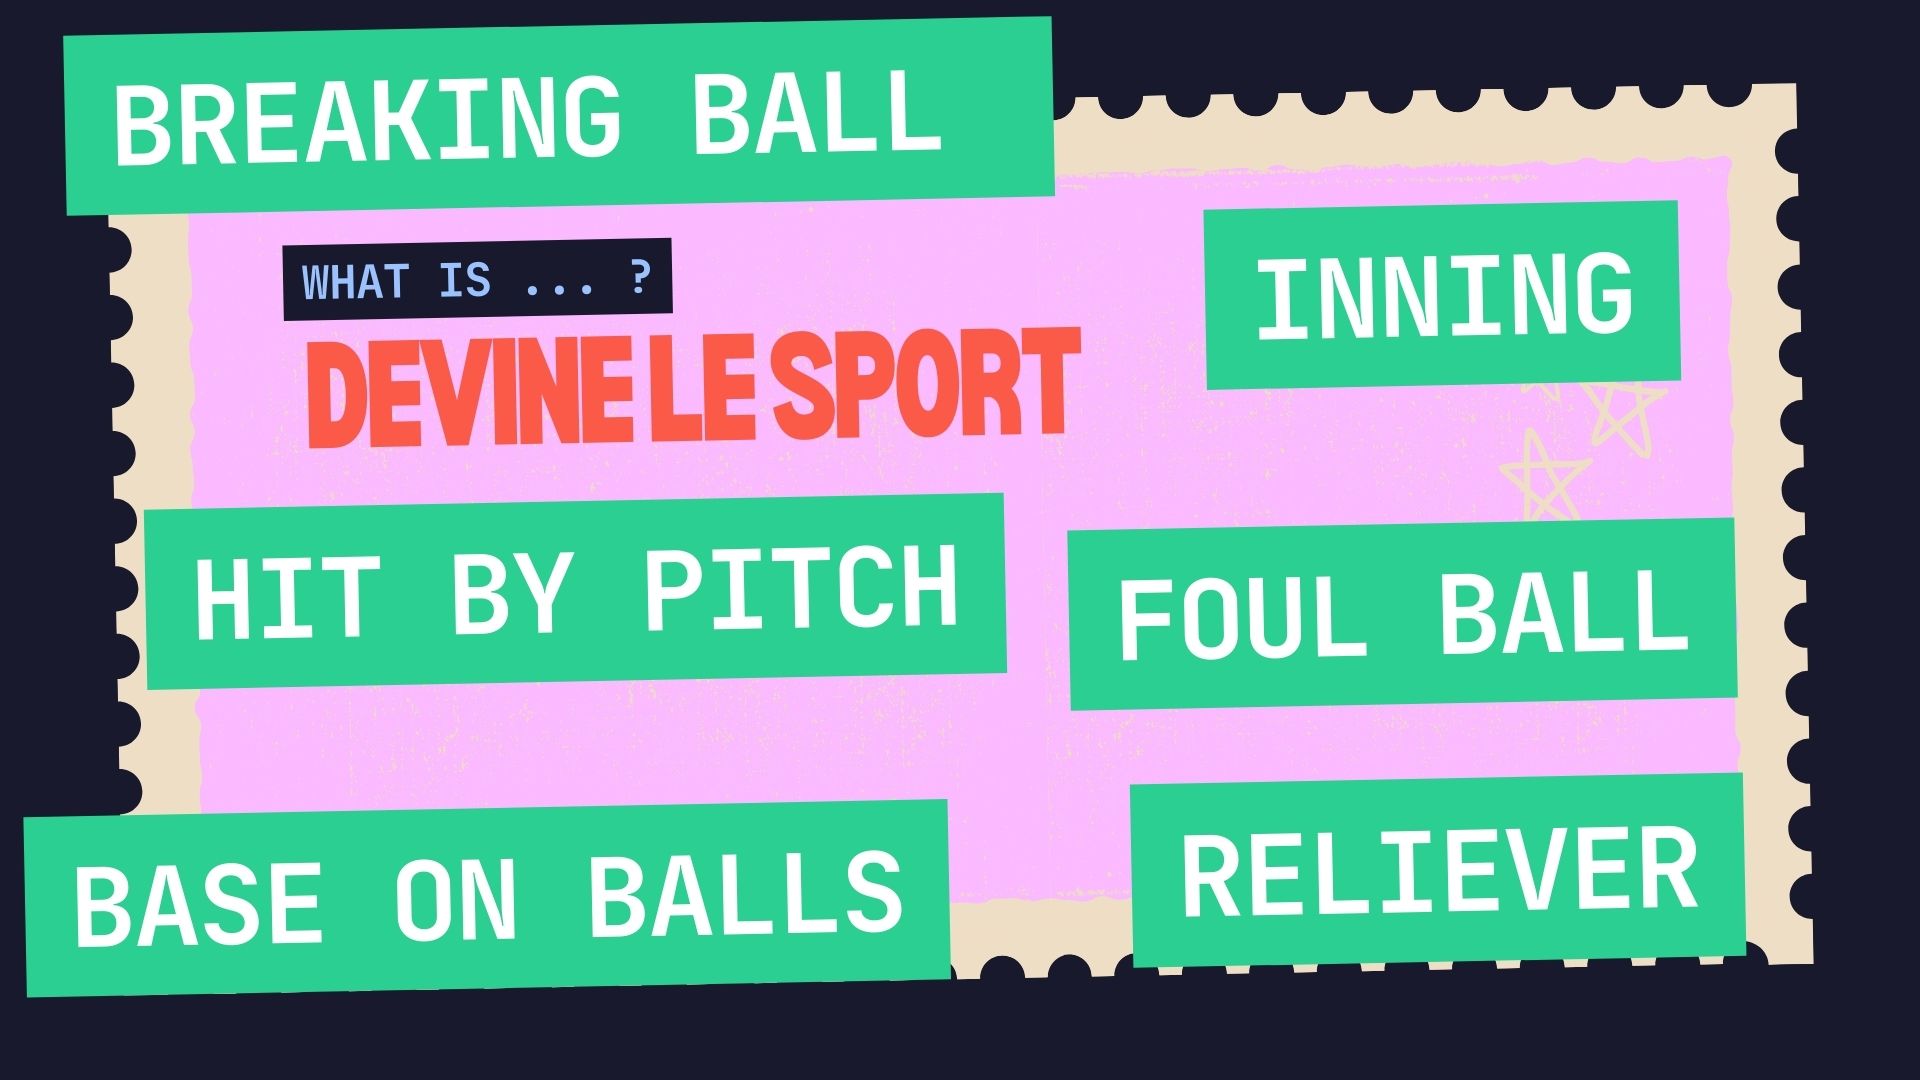 BREAKING BALL
INNING
WHAT IS ... ?
DEVINE LE SPORT
HIT BY PITCH
FOUL BALL
BASE ON BALLS
RELIEVER